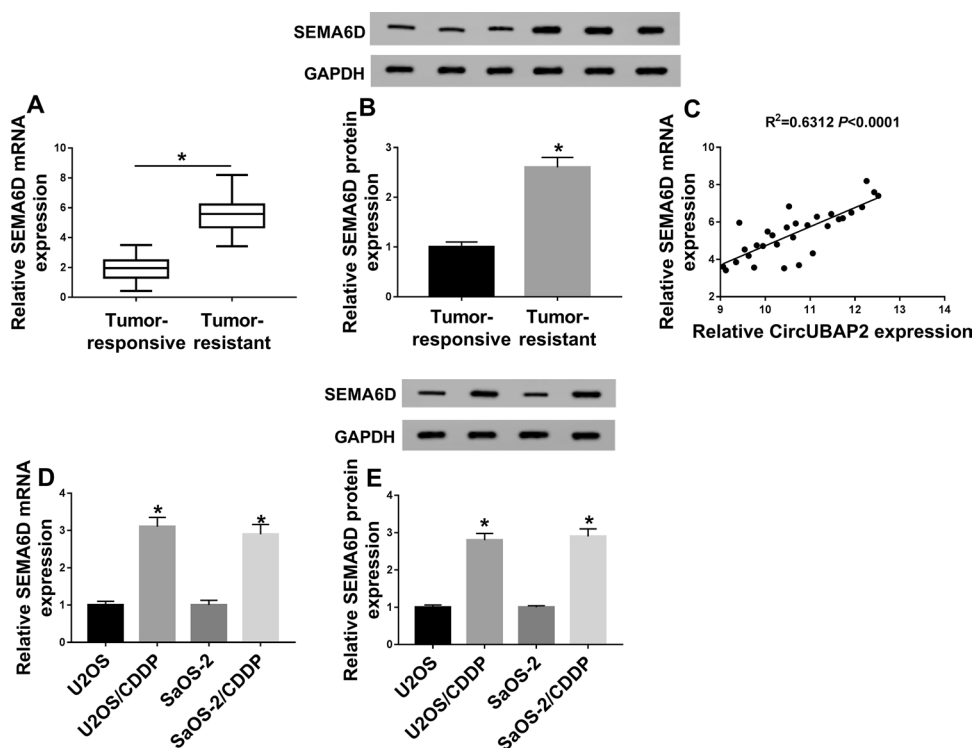 SEMA6D
GAPDH
A
Relative SEMA6D mRNA
expression
10
8
6
4
2
0
*
Tumor-
responsive
Tumor-
resistant
B
Relative SEMA6D protein
expression
3
2
1
0
*
Tumor-
responsive
Tumor-
resistant
C
R²=0.6312 P<0.0001
Relative SEMA6D mRNA
expression
10
8
6
4
2
9
10
11
12
13
14
Relative CircUBAP2 expression
SEMA6D
GAPDH
D
Relative SEMA6D mRNA
expression
4
3
2
1
0
*
*
U2OS
U2OS/CDDP
SaOS-2
SaOS-2/CDDP
E
Relative SEMA6D protein
expression
4
3
2
1
0
*
*
U2OS
U2OS/CDDP
SaOS-2
SaOS-2/CDDP